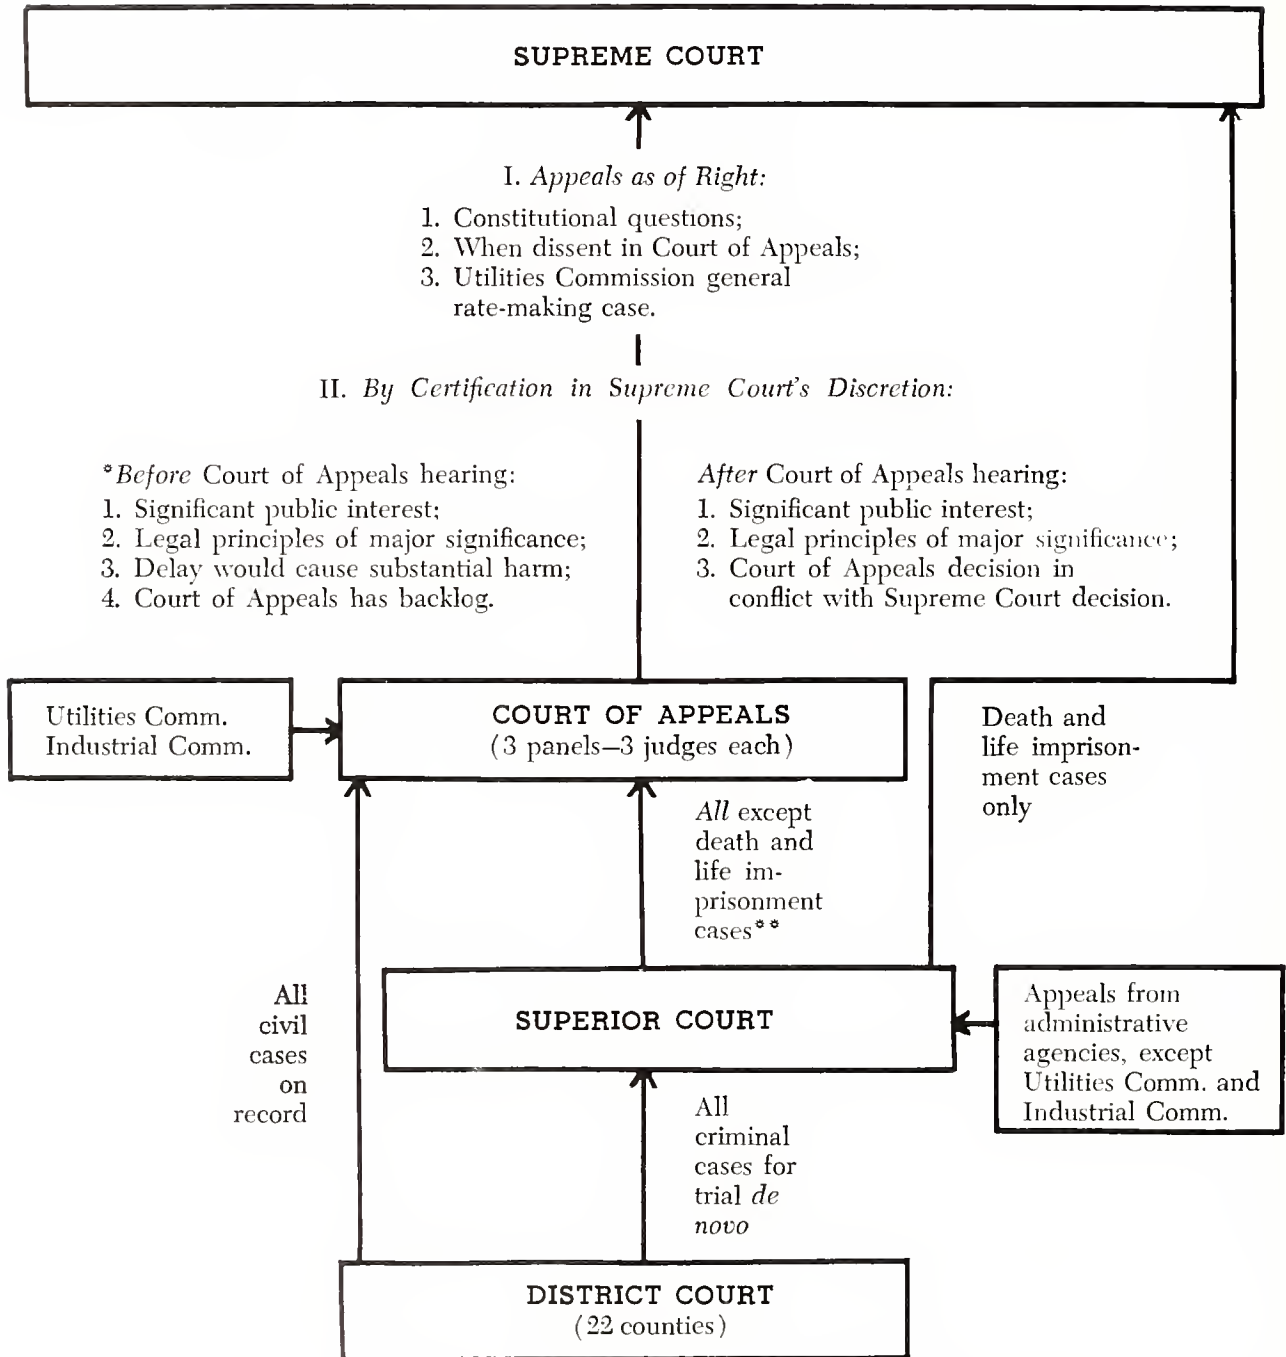 SUPREME COURT
I. Appeals as of Right:
1. Constitutional questions;
2. When dissent in Court of Appeals;
3. Utilities Commission general
rate-making case.
II. By Certification in Supreme Court's Discretion:
*Before Court of Appeals hearing:
1. Significant public interest;
2. Legal principles of major significance;
3. Delay would cause substantial harm;
4. Court of Appeals has backlog.
After Court of Appeals hearing:
1. Significant public interest;
2. Legal principles of major significance;
3. Court of Appeals decision in
conflict with Supreme Court decision.
Utilities Comm.
Industrial Comm.
COURT OF APPEALS
(3 panels—3 judges each)
Death and
life imprison-
ment cases
only
All except
death and
life im-
prisonment
cases**
All
civil
cases
on
record
SUPERIOR COURT
Appeals from
administrative
agencies, except
Utilities Comm. and
Industrial Comm.
All
criminal
cases for
trial de
novo
DISTRICT COURT
(22 counties)